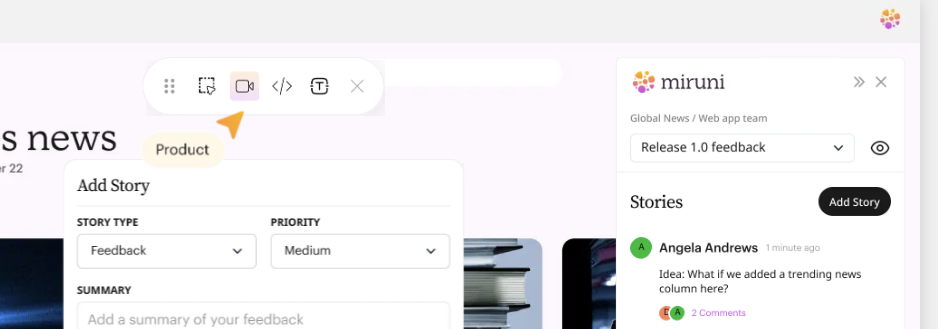 miruni
Global News / Web app team
Release 1.0 feedback
Stories
Add Story
A
Angela Andrews
1 minute ago
Idea: What if we added a trending news
column here?
A
2 Comments
</>
T
Product
s news
er 22
Add Story
STORY TYPE
PRIORITY
Feedback
Medium
SUMMARY
Add a summary of your feedback